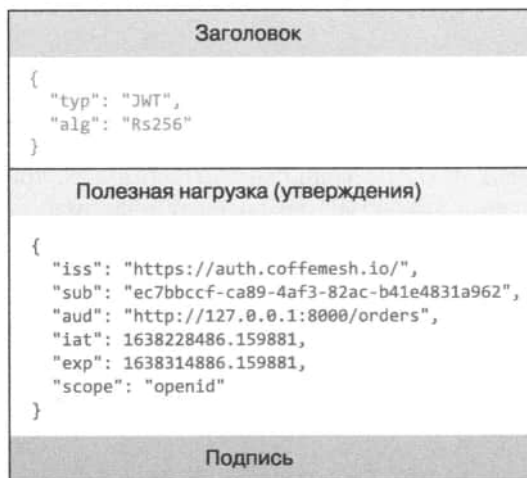 Заголовок
{
"typ": "JWT",
"alg": "Rs256"
}
Полезная нагрузка (утверждения)
{
"iss": "https://auth.coffemesh.io/",
"sub": "ec7bbccf-ca89-4af3-82ac-b41e4831a962",
"aud": "http://127.0.0.1:8000/orders",
"iat": 1638228486.159881,
"exp": 1638314886.159881,
"scope": "openid"
}
Подпись